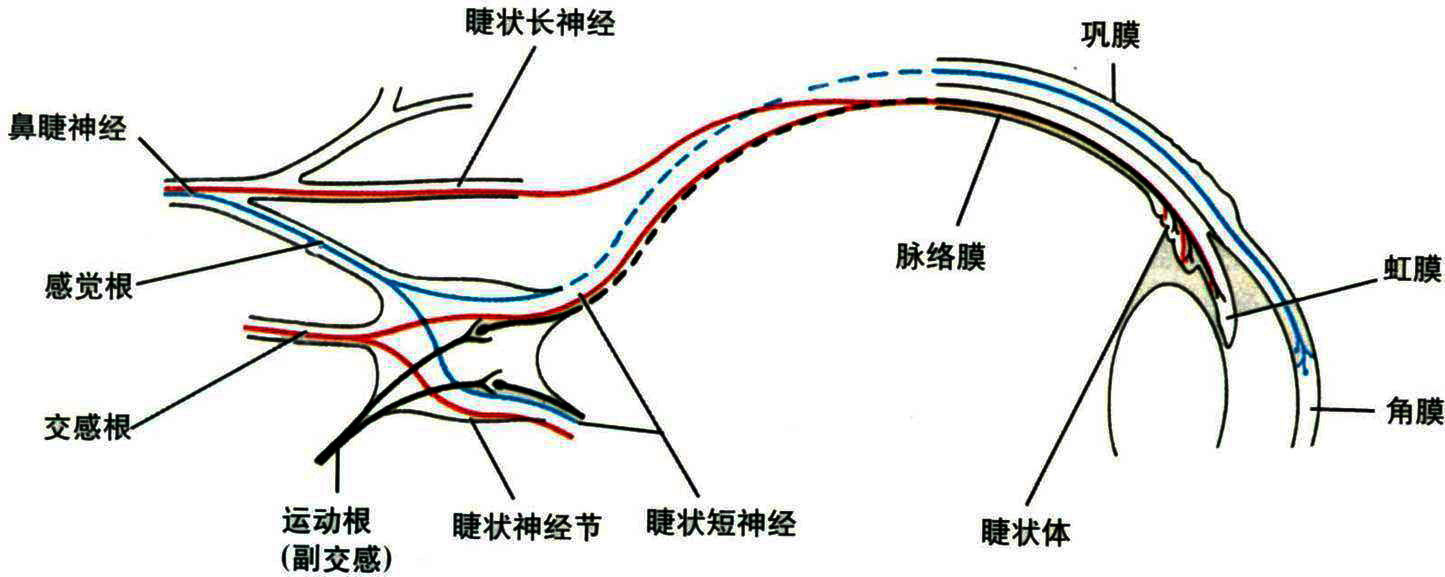 睫状长神经
巩膜
鼻睫神经
脉络膜
虹膜
感觉根
交感根
角膜
运动根
(副交感)
睫状神经节
睫状短神经
睫状体